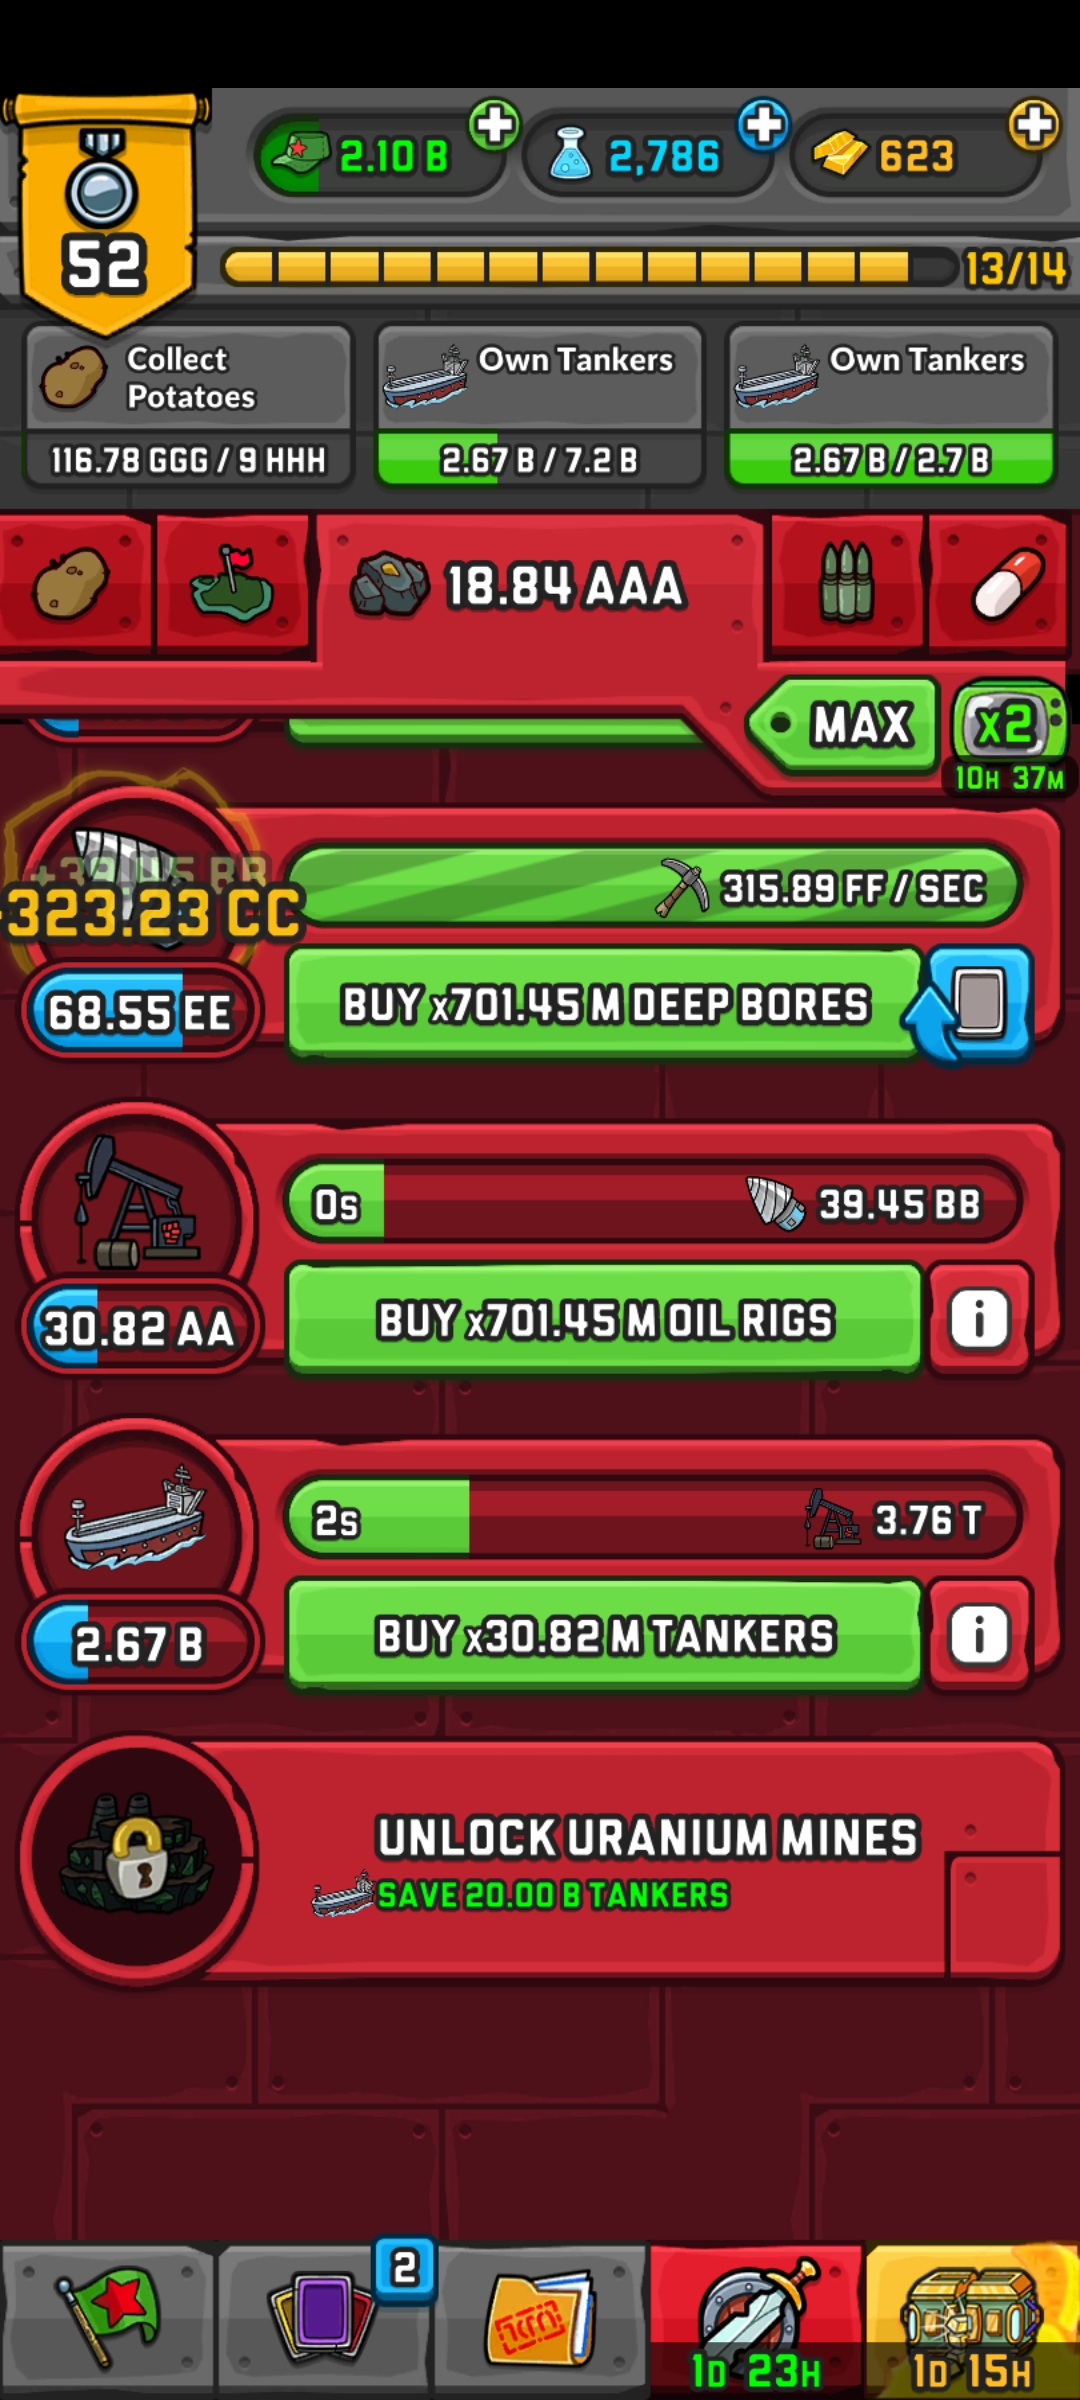 52
2.10 B
2,786
623
13/14
Collect
Potatoes
116.78 GGG / 9 HHH
Own Tankers
2.67 B / 7.2 B
Own Tankers
2.67 B / 2.7 B
18.84 AAA
MAX
x2
10H 37M
+39.45 BB
323.23 CC
315.89 FF / SEC
68.55 EE
BUY x701.45 M DEEP BORES
0s
39.45 BB
30.82 AA
BUY x701.45 M OIL RIGS
i
2s
3.76 T
2.67 B
BUY x30.82 M TANKERS
i
UNLOCK URANIUM MINES
SAVE 20.00 B TANKERS
2
1D 23H
1D 15H